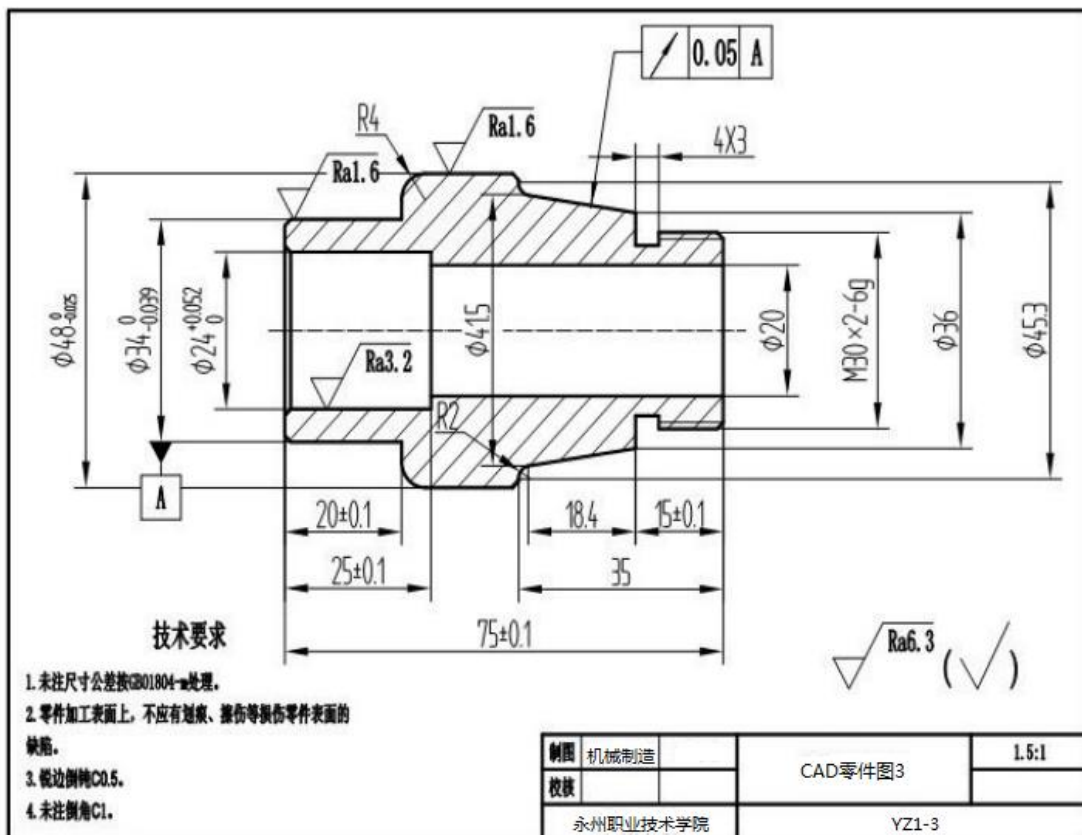 0.05 A
R4
Ra1.6
Ra1.6
4X3
Φ48 0 -0.025
Φ34 0 -0.039
Φ24 +0.052 0
Φ41.5
Φ20
M30×2-6g
Φ36
Φ45.3
Ra3.2
R2
A
20±0.1
18.4
15±0.1
25±0.1
35
75±0.1
技术要求
1.未注尺寸公差按GB01804-m处理。
2.零件加工表面上，不应有划痕、擦伤等损伤零件表面的
缺陷。
3.锐边倒钝C0.5。
4.未注倒角C1。
Ra6.3 (√)
制图 机械制造 CAD零件图3 1.5:1
校核
永州职业技术学院 YZ1-3